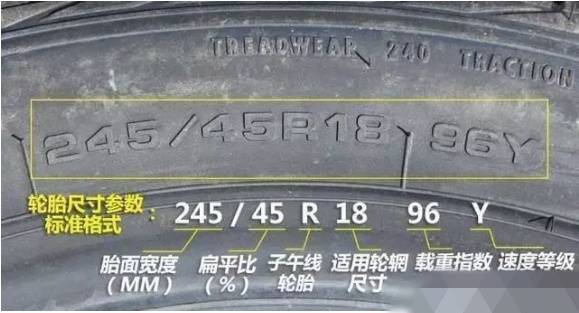 TREADWEAR 240 TRACTION
245/45R18 96Y
轮胎尺寸参数
标准格式 : 245 / 45 R 18 96 Y
胎面宽度 扁平比 子午线 适用轮辋 载重指数 速度等级
(MM) (%) 轮胎 尺寸